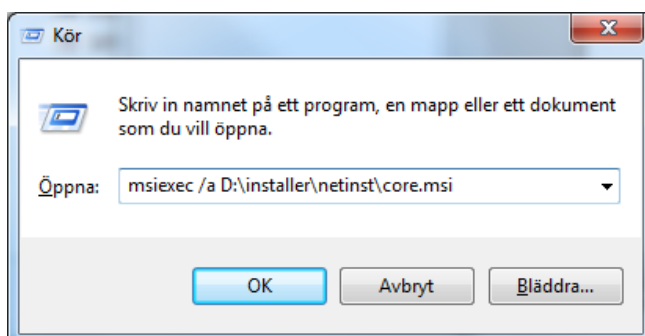 Kör
Skriv in namnet på ett program, en mapp eller ett dokument
som du vill öppna.
Öppna: msiexec /a D:\installer\netinst\core.msi
OK Avbryt Bläddra...